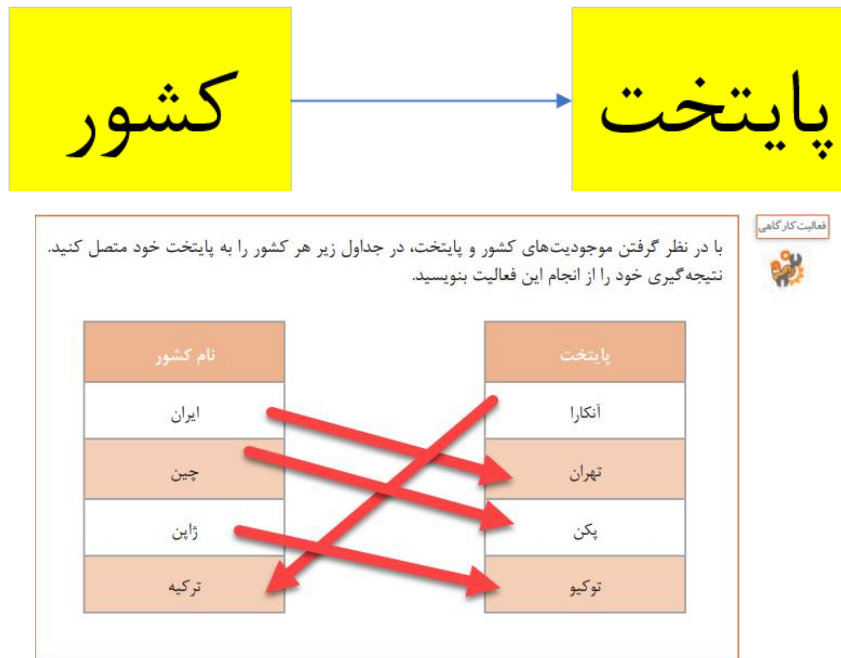 پایتخت
کشور
فعالیت کارگاهی
با در نظر گرفتن موجودیت‌های کشور و پایتخت، در جداول زیر هر کشور را به پایتخت خود متصل کنید.
نتیجه‌گیری خود را از انجام این فعالیت بنویسید.
پایتخت
نام کشور
آنکارا
ایران
تهران
چین
پکن
ژاپن
توکیو
ترکیه